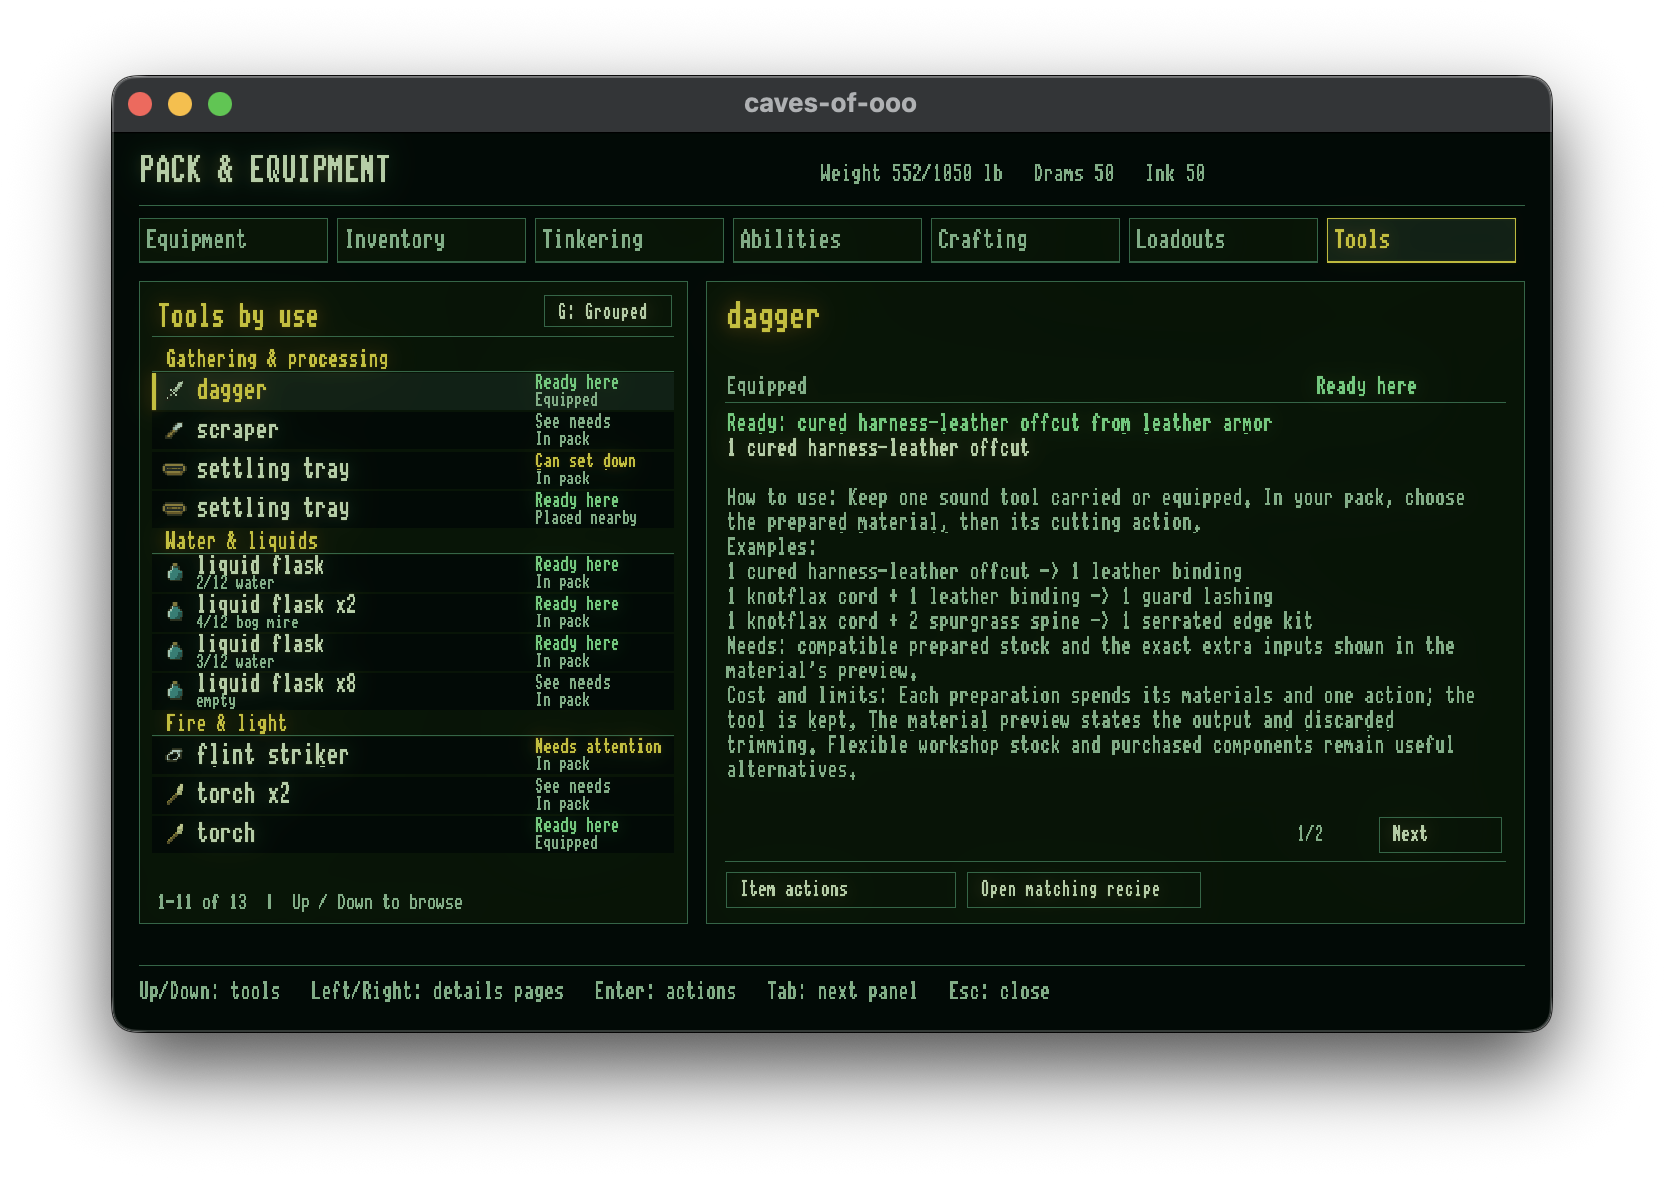 caves-of-ooo
PACK & EQUIPMENT
Weight 552/1050 lb Drams 50 Ink 50
Equipment Inventory Tinkering Abilities Crafting Loadouts Tools
Tools by use
G: Grouped
Gathering & processing
dagger
Ready here
Equipped
scraper
See needs
In pack
settling tray
Can set down
In pack
settling tray
Ready here
Placed nearby
Water & liquids
liquid flask
2/12 water
Ready here
In pack
liquid flask x2
4/12 bog mire
Ready here
In pack
liquid flask
3/12 water
Ready here
In pack
liquid flask x8
empty
See needs
In pack
Fire & light
flint striker
Needs attention
In pack
torch x2
See needs
In pack
torch
Ready here
Equipped
1-11 of 13 | Up / Down to browse
dagger
Equipped
Ready here
Ready: cured harness-leather offcut from leather armor
1 cured harness-leather offcut
How to use: Keep one sound tool carried or equipped. In your pack, choose
the prepared material, then its cutting action.
Examples:
1 cured harness-leather offcut -> 1 leather binding
1 knotflax cord + 1 leather binding -> 1 guard lashing
1 knotflax cord + 2 spurgrass spine -> 1 serrated edge kit
Needs: compatible prepared stock and the exact extra inputs shown in the
material's preview.
Cost and limits: Each preparation spends its materials and one action; the
tool is kept. The material preview states the output and discarded
trimming. Flexible workshop stock and purchased components remain useful
alternatives.
1/2
Next
Item actions
Open matching recipe
Up/Down: tools Left/Right: details pages Enter: actions Tab: next panel Esc: close